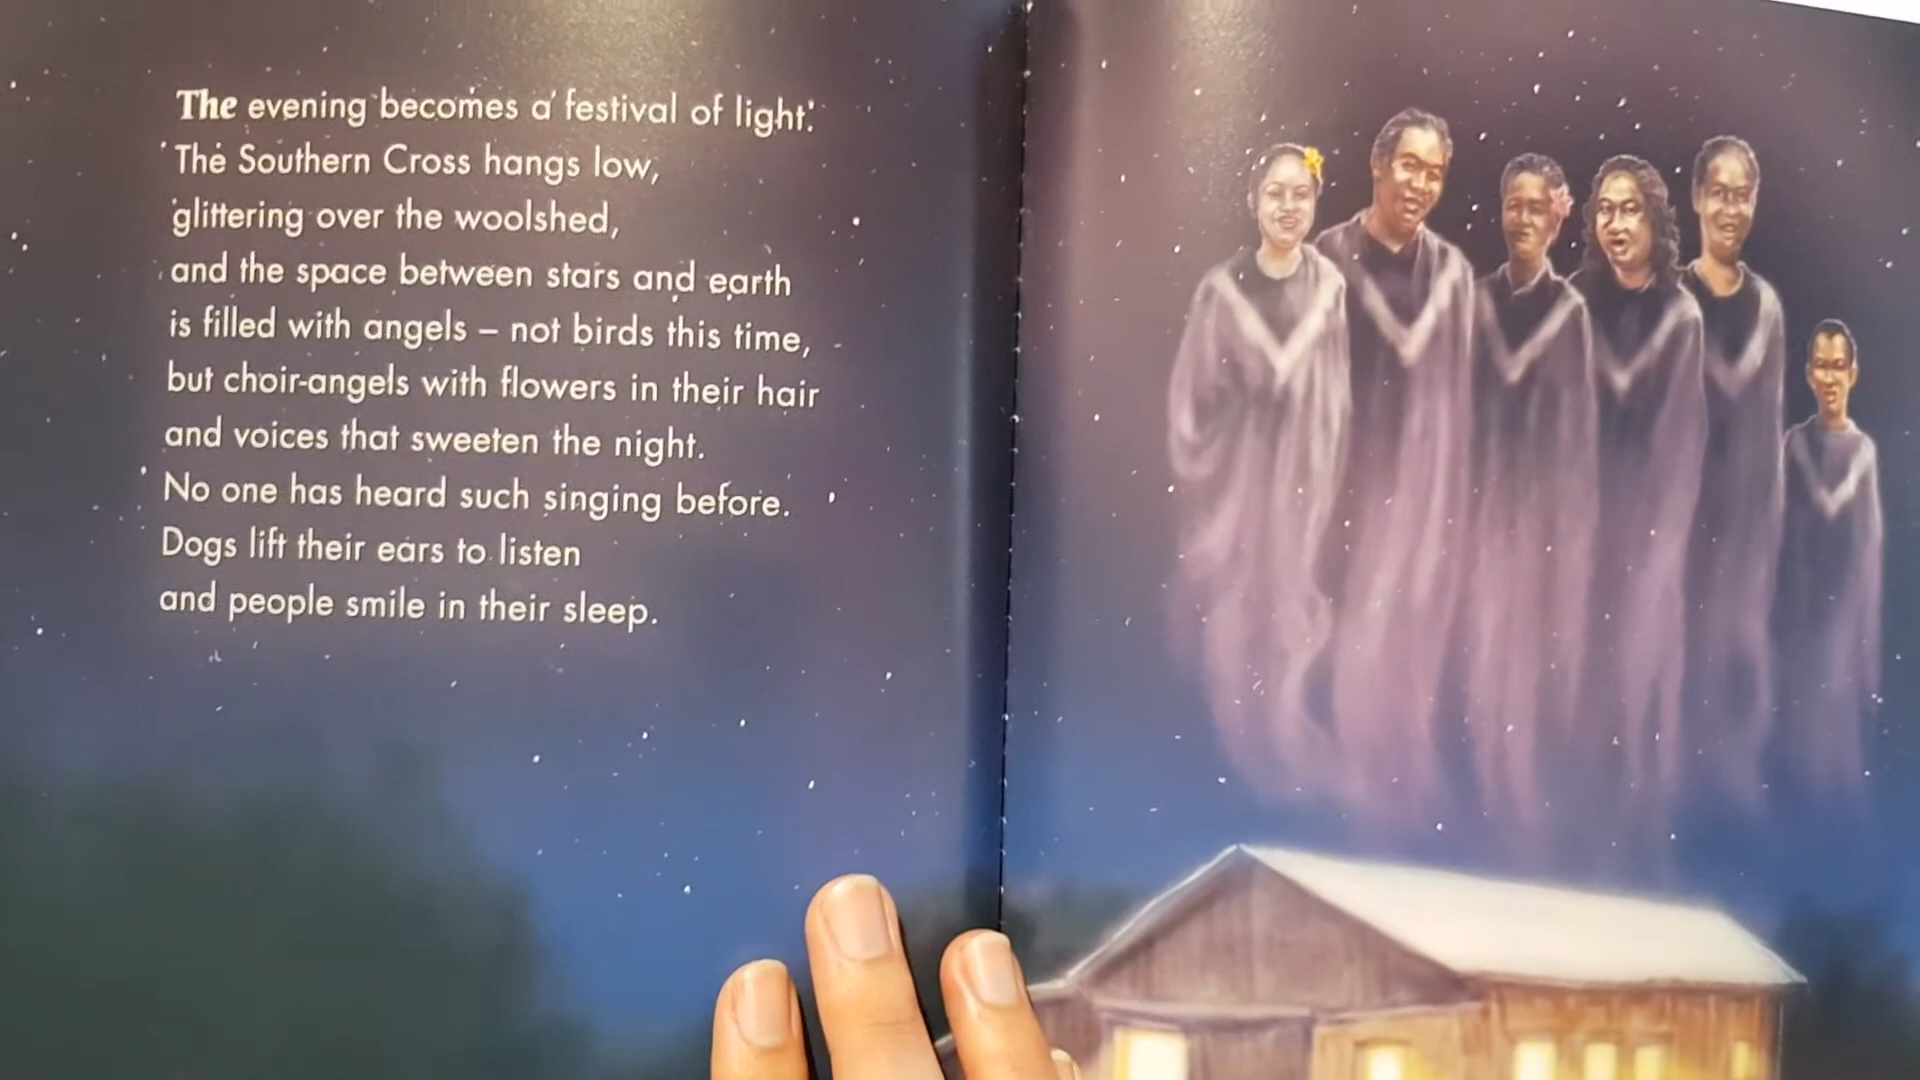 The evening becomes a festival of light.
The Southern Cross hangs low,
glittering over the woolshed,
and the space between stars and earth
is filled with angels – not birds this time,
but choir-angels with flowers in their hair
and voices that sweeten the night.
No one has heard such singing before.
Dogs lift their ears to listen
and people smile in their sleep.